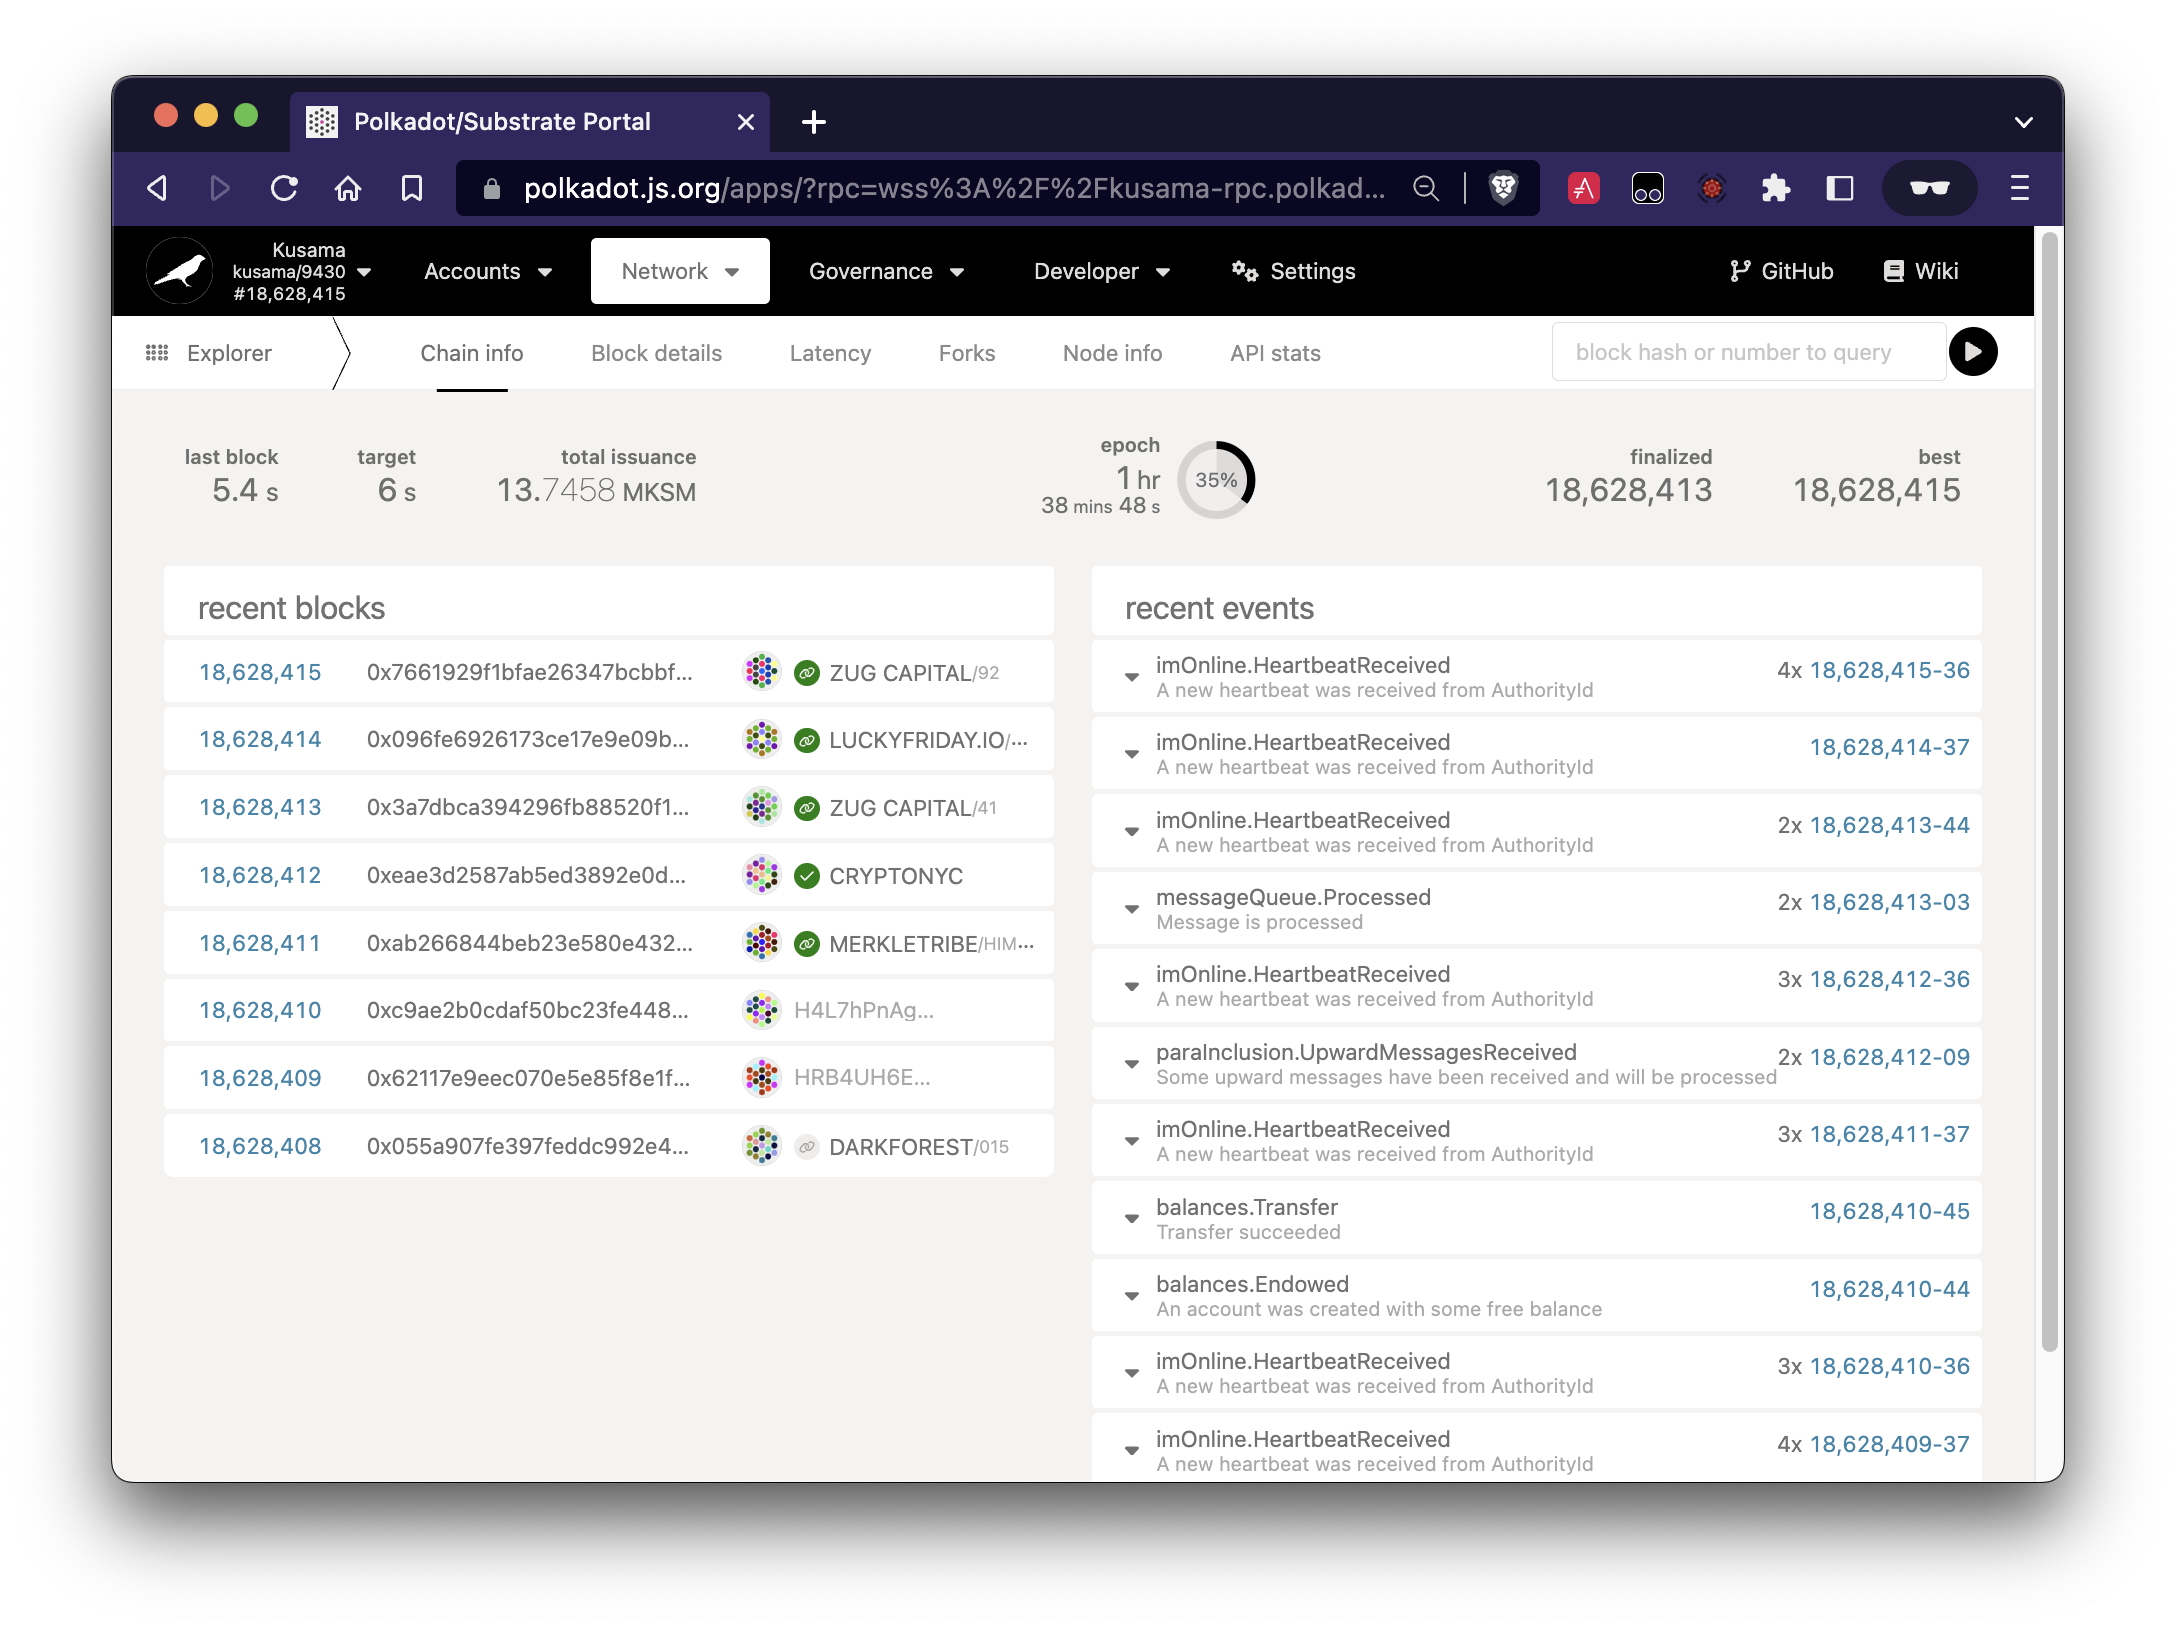 Polkadot/Substrate Portal
polkadot.js.org/apps/?rpc=wss%3A%2F%2Fkusama-rpc.polkad...
Kusama
kusama/9430
#18,628,415
Accounts
Network
Governance
Developer
Settings
GitHub
Wiki
Explorer
Chain info
Block details
Latency
Forks
Node info
API stats
block hash or number to query
last block
5.4 s
target
6 s
total issuance
13.7458 MKSM
epoch
1 hr
38 mins 48 s
35%
finalized
18,628,413
best
18,628,415
recent blocks
18,628,415 0x7661929f1bfae26347bcbbf... ZUG CAPITAL/92
18,628,414 0x096fe6926173ce17e9e09b... LUCKYFRIDAY.IO/...
18,628,413 0x3a7dbca394296fb88520f1... ZUG CAPITAL/41
18,628,412 0xeae3d2587ab5ed3892e0d... CRYPTONYC
18,628,411 0xab266844beb23e580e432... MERKLETRIBE/HIM...
18,628,410 0xc9ae2b0cdaf50bc23fe448... H4L7hPnAg...
18,628,409 0x62117e9eec070e5e85f8e1f... HRB4UH6E...
18,628,408 0x055a907fe397feddc992e4... DARKFOREST/015
recent events
imOnline.HeartbeatReceived 4x 18,628,415-36
A new heartbeat was received from AuthorityId
imOnline.HeartbeatReceived 18,628,414-37
A new heartbeat was received from AuthorityId
imOnline.HeartbeatReceived 2x 18,628,413-44
A new heartbeat was received from AuthorityId
messageQueue.Processed 2x 18,628,413-03
Message is processed
imOnline.HeartbeatReceived 3x 18,628,412-36
A new heartbeat was received from AuthorityId
paraInclusion.UpwardMessagesReceived 2x 18,628,412-09
Some upward messages have been received and will be processed
imOnline.HeartbeatReceived 3x 18,628,411-37
A new heartbeat was received from AuthorityId
balances.Transfer 18,628,410-45
Transfer succeeded
balances.Endowed 18,628,410-44
An account was created with some free balance
imOnline.HeartbeatReceived 3x 18,628,410-36
A new heartbeat was received from AuthorityId
imOnline.HeartbeatReceived 4x 18,628,409-37
A new heartbeat was received from AuthorityId